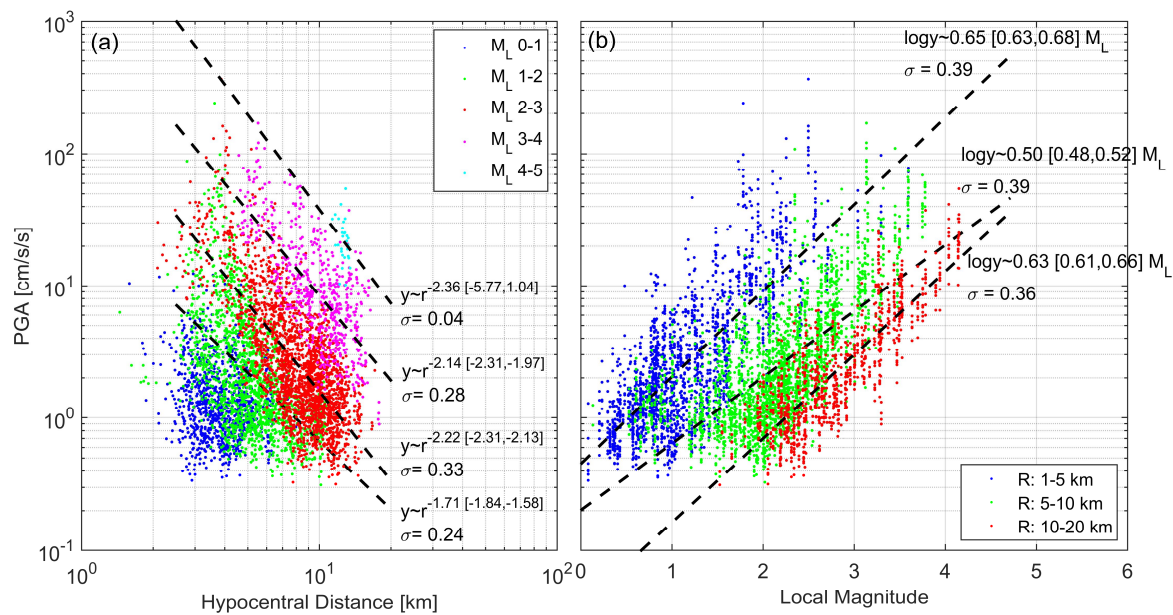 (a)
M_L 0-1
M_L 1-2
M_L 2-3
M_L 3-4
M_L 4-5
y~r^-2.36 [-5.77,1.04]
σ= 0.04
y~r^-2.14 [-2.31,-1.97]
σ= 0.28
y~r^-2.22 [-2.31,-2.13]
σ= 0.33
y~r^-1.71 [-1.84,-1.58]
σ= 0.24
10^3
10^2
10^1
10^0
10^-1
PGA [cm/s/s]
10^0
10^1
10^2
Hypocentral Distance [km]
(b)
logy~0.65 [0.63,0.68] M_L
σ = 0.39
logy~0.50 [0.48,0.52] M_L
σ = 0.39
logy~0.63 [0.61,0.66] M_L
σ = 0.36
R: 1-5 km
R: 5-10 km
R: 10-20 km
0
1
2
3
4
5
6
Local Magnitude